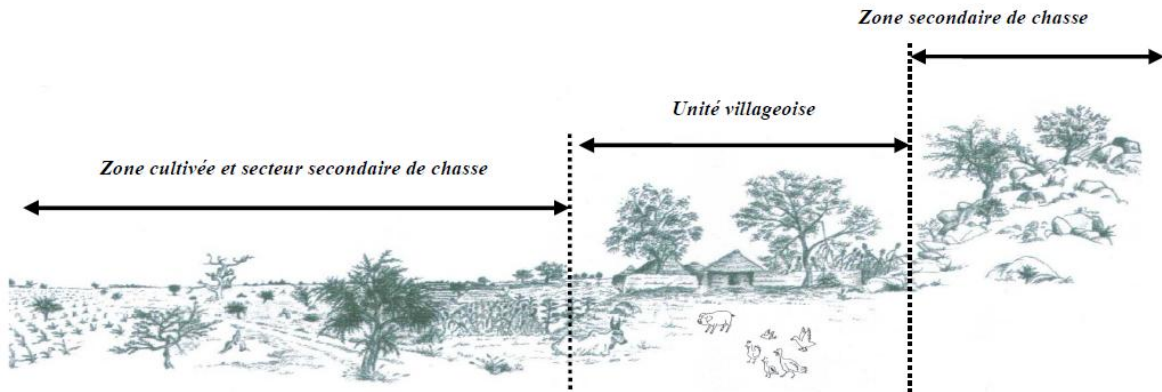 Zone secondaire de chasse
Unité villageoise
Zone cultivée et secteur secondaire de chasse